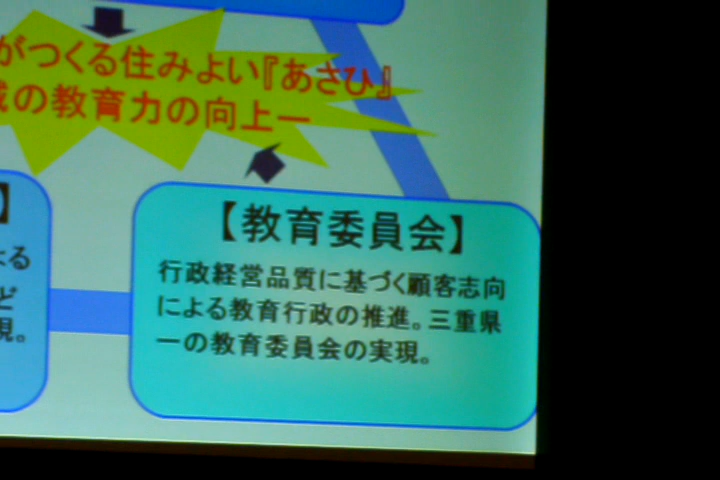 がつくる住みよい『あさひ』
の教育力の向上ー
】
よる
ど
現。
【教育委員会】
行政経営品質に基づく顧客志向
による教育行政の推進。三重県
一の教育委員会の実現。